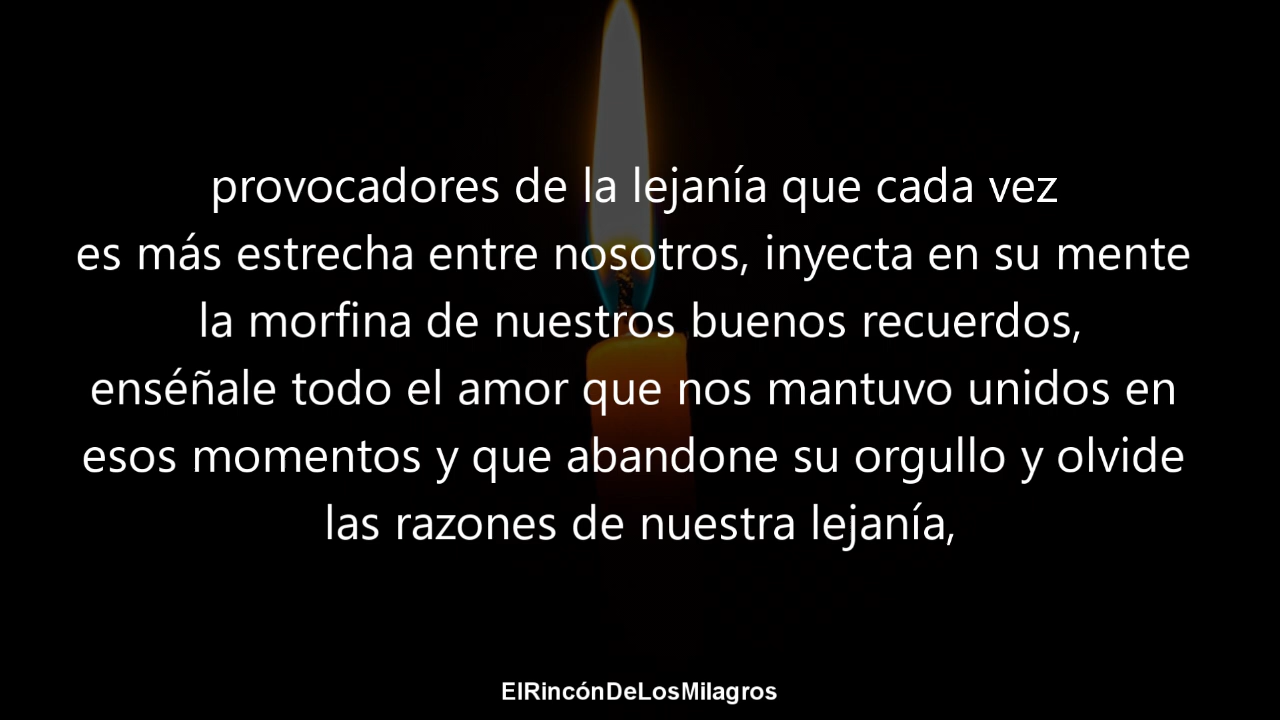 provocadores de la lejanía que cada vez
es más estrecha entre nosotros, inyecta en su mente
la morfina de nuestros buenos recuerdos,
enséñale todo el amor que nos mantuvo unidos en
esos momentos y que abandone su orgullo y olvide
las razones de nuestra lejanía,
ElRincónDeLosMilagros